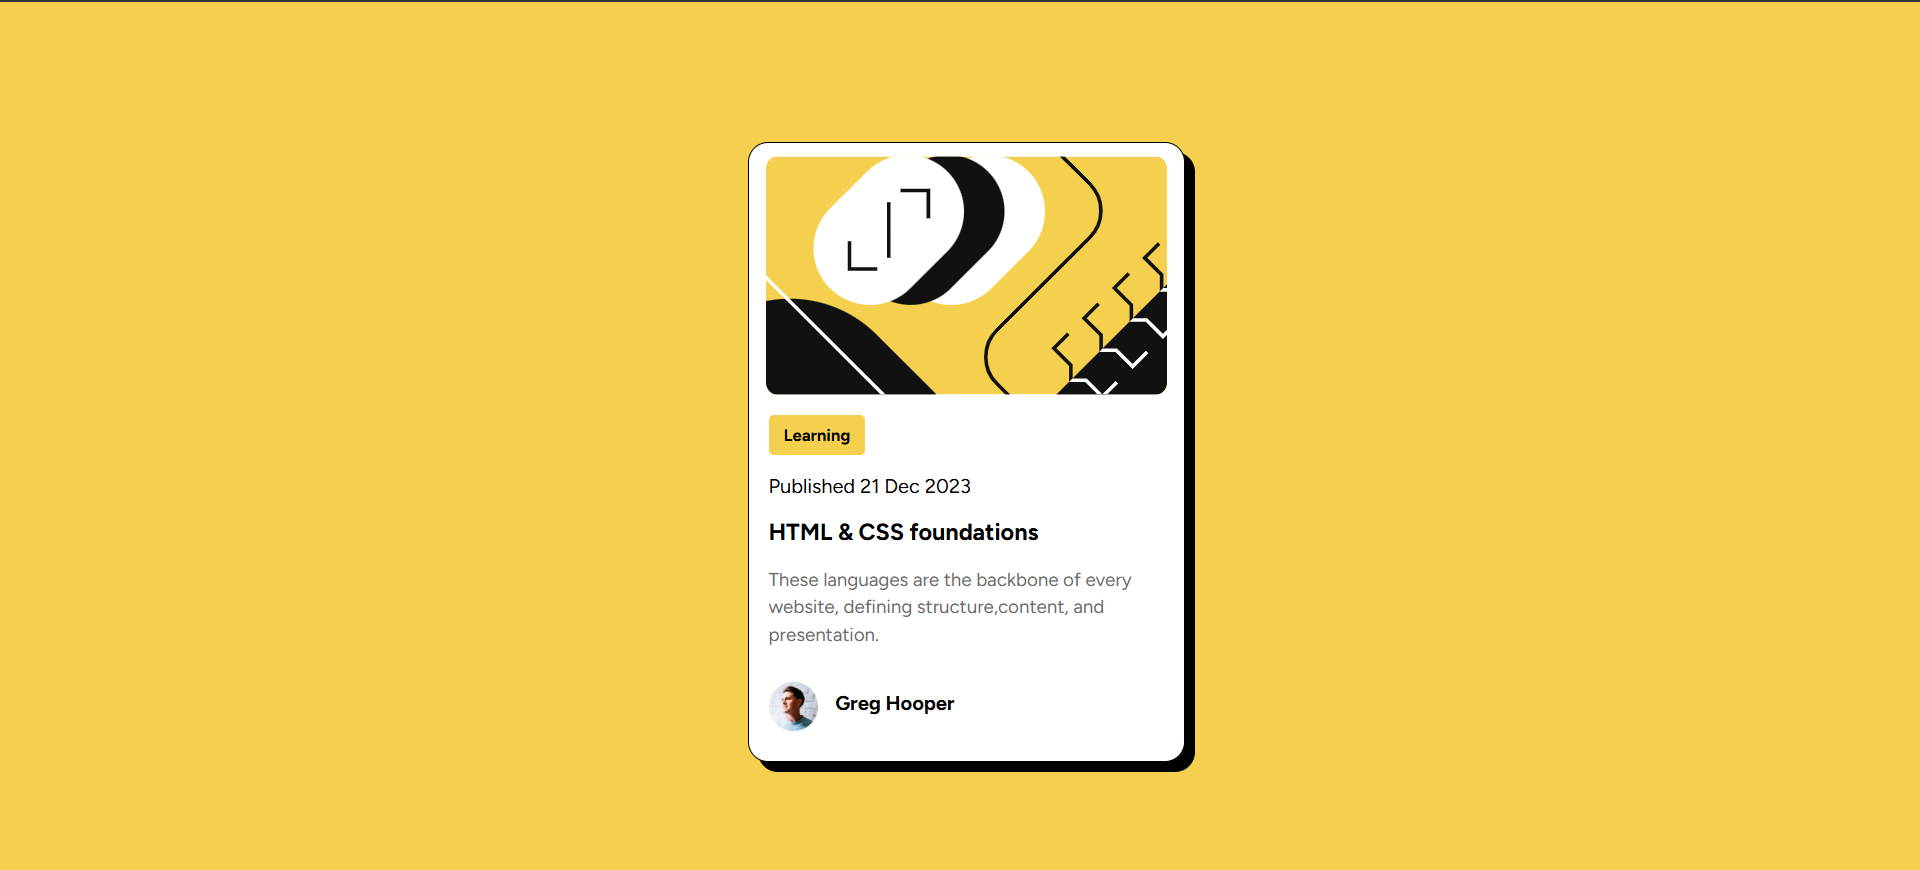 Learning
Published 21 Dec 2023
HTML & CSS foundations
These languages are the backbone of every
website, defining structure,content, and
presentation.
Greg Hooper